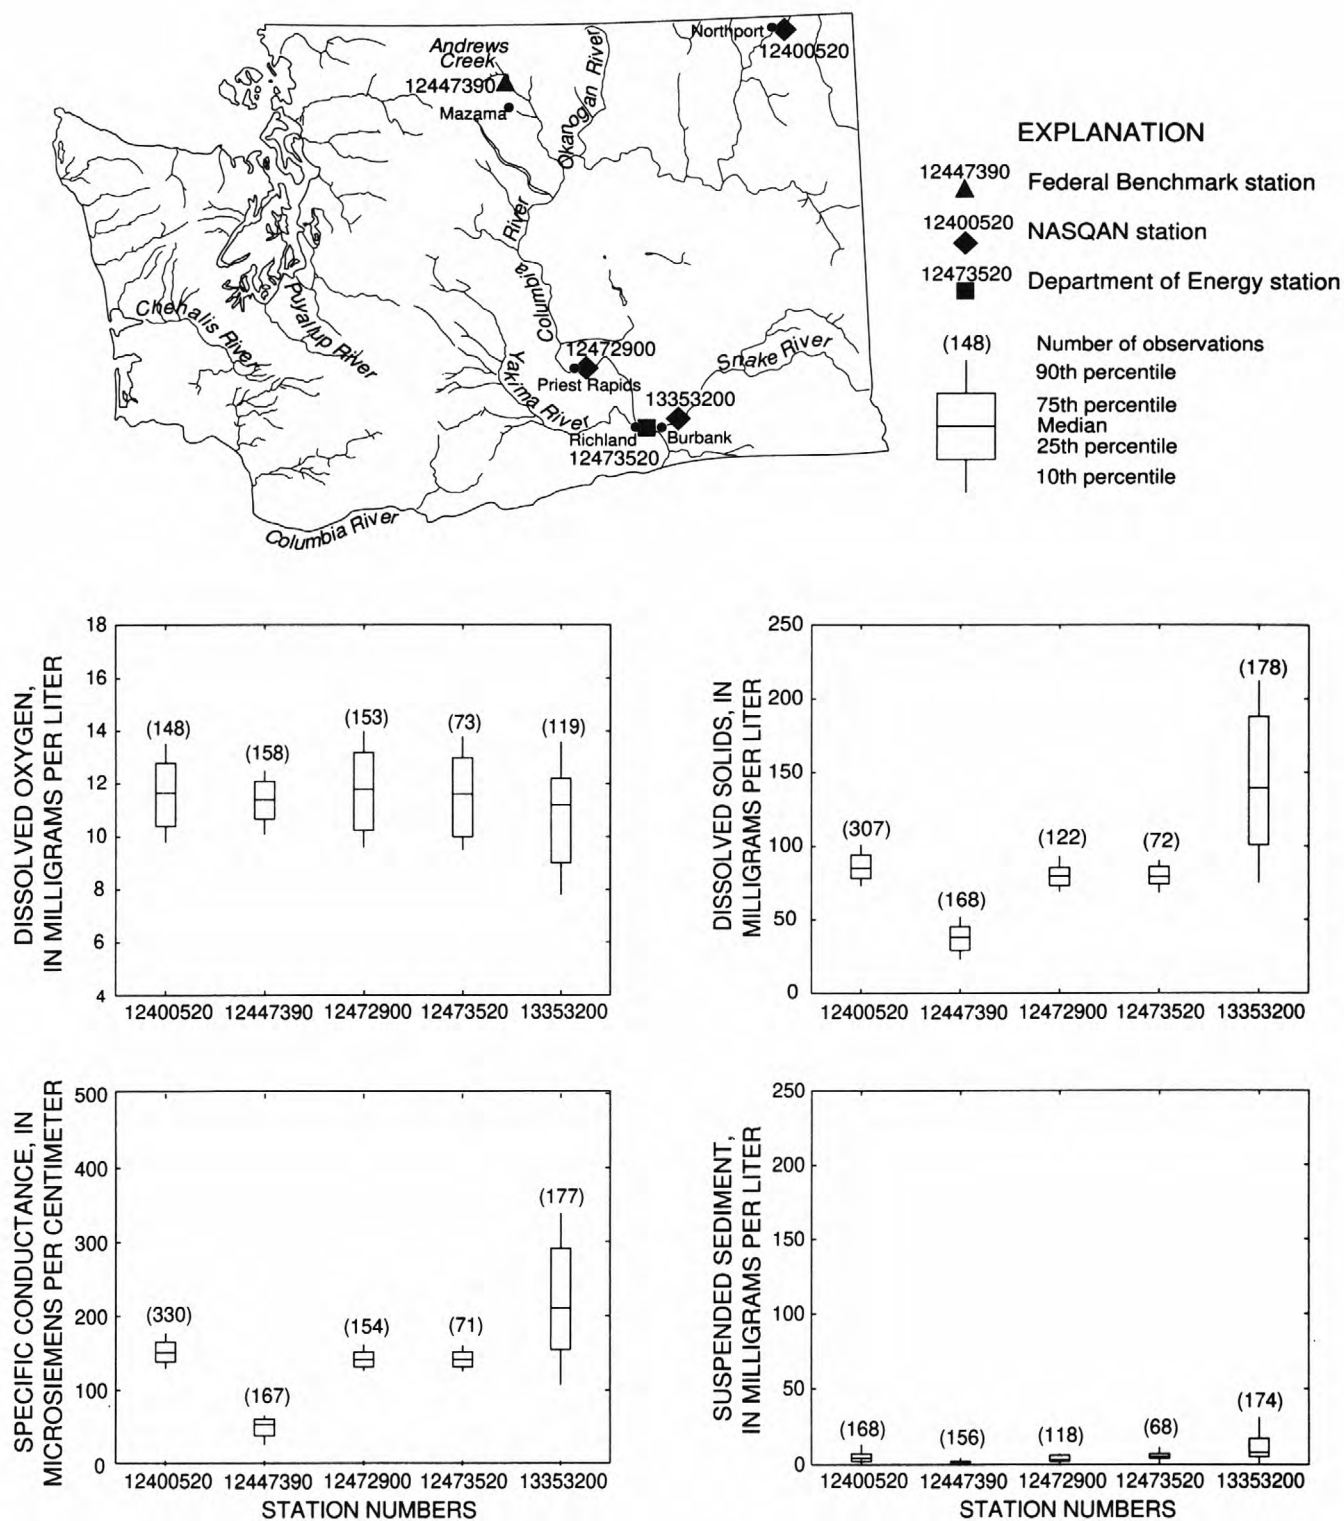 Northport
12400520
Andrews
Creek
12447390
Mazama
Okanogan River
River
Columbia
Chehalis River
Puyallup River
Yakima River
12472900
Priest Rapids
Snake River
13353200
Richland
Burbank
12473520
Columbia River
EXPLANATION
12447390
Federal Benchmark station
12400520
NASQAN station
12473520
Department of Energy station
(148)
Number of observations
90th percentile
75th percentile
Median
25th percentile
10th percentile
DISSOLVED OXYGEN,
IN MILLIGRAMS PER LITER
18
16
14
12
10
8
6
4
(148)
(158)
(153)
(73)
(119)
12400520 12447390 12472900 12473520 13353200
DISSOLVED SOLIDS, IN
MILLIGRAMS PER LITER
250
200
150
100
50
0
(307)
(168)
(122)
(72)
(178)
12400520 12447390 12472900 12473520 13353200
SPECIFIC CONDUCTANCE, IN
MICROSIEMENS PER CENTIMETER
500
400
300
200
100
0
(330)
(167)
(154)
(71)
(177)
12400520 12447390 12472900 12473520 13353200
STATION NUMBERS
SUSPENDED SEDIMENT,
IN MILLIGRAMS PER LITER
250
200
150
100
50
0
(168)
(156)
(118)
(68)
(174)
12400520 12447390 12472900 12473520 13353200
STATION NUMBERS